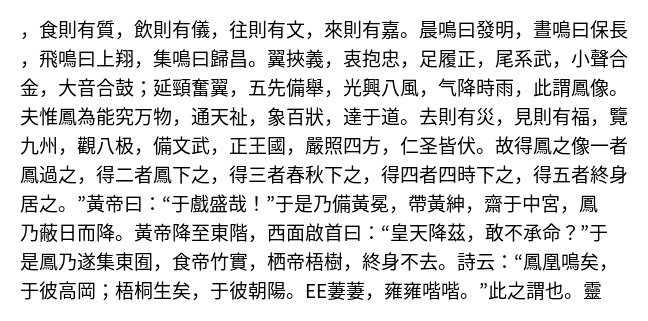 ，食則有質，飲則有儀，往則有文，來則有嘉。晨鳴曰發明，晝鳴曰保長
，飛鳴曰上翔，集鳴曰歸昌。翼挾義，衷抱忠，足履正，尾系武，小聲合
金，大音合鼓；延頸奮翼，五先備舉，光興八風，气降時雨，此謂鳳像。
夫惟鳳為能究万物，通天祉，象百狀，達于道。去則有災，見則有福，覽
九州，觀八极，備文武，正王國，嚴照四方，仁圣皆伏。故得鳳之像一者
鳳過之，得二者鳳下之，得三者春秋下之，得四者四時下之，得五者終身
居之。”黃帝曰：“于戲盛哉！”于是乃備黃冕，帶黃紳，齋于中宮，鳳
乃蔽日而降。黃帝降至東階，西面啟首曰：“皇天降茲，敢不承命？”于
是鳳乃遂集東囿，食帝竹實，栖帝梧樹，終身不去。詩云：“鳳凰鳴矣，
于彼高岡；梧桐生矣，于彼朝陽。EE萋萋，雍雍喈喈。”此之謂也。靈